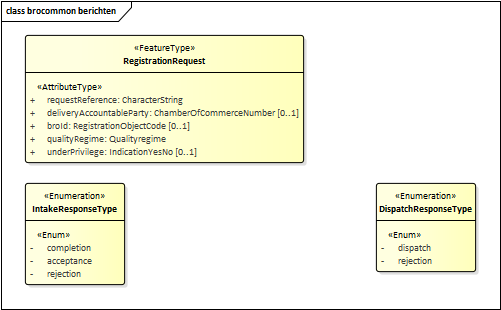 class brocommon berichten
«FeatureType»
RegistrationRequest
«AttributeType»
+ requestReference: CharacterString
+ deliveryAccountableParty: ChamberOfCommerceNumber [0..1]
+ broId: RegistrationObjectCode [0..1]
+ qualityRegime: Qualityregime
+ underPrivilege: IndicationYesNo [0..1]
«Enumeration»
IntakeResponseType
«Enum»
- completion
- acceptance
- rejection
«Enumeration»
DispatchResponseType
«Enum»
- dispatch
- rejection